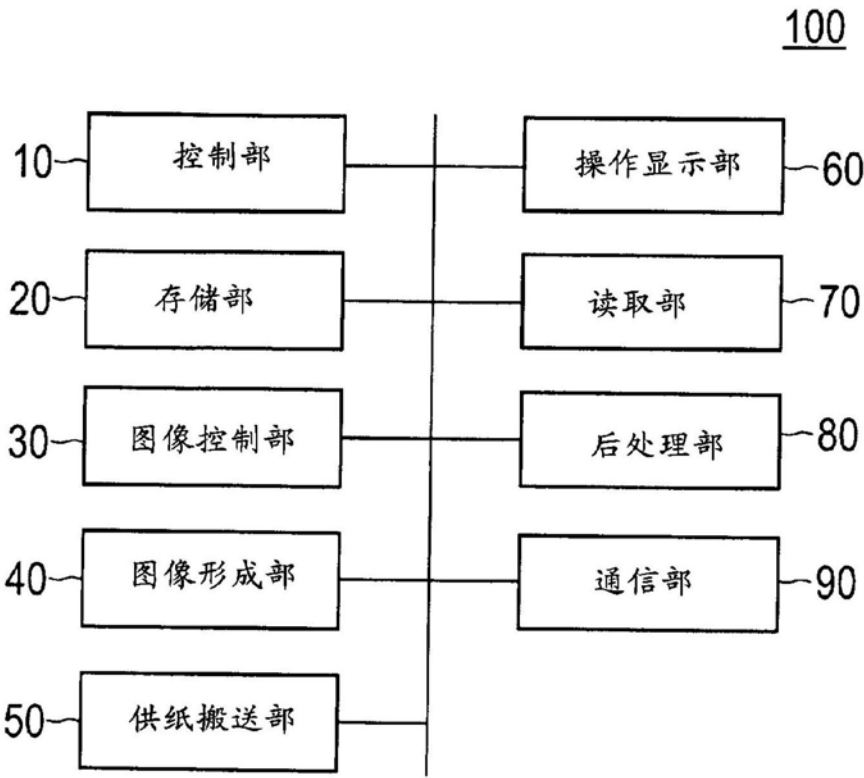 100
10 控制部 操作显示部 60
20 存储部 读取部 70
30 图像控制部 后处理部 80
40 图像形成部 通信部 90
50 供纸搬送部